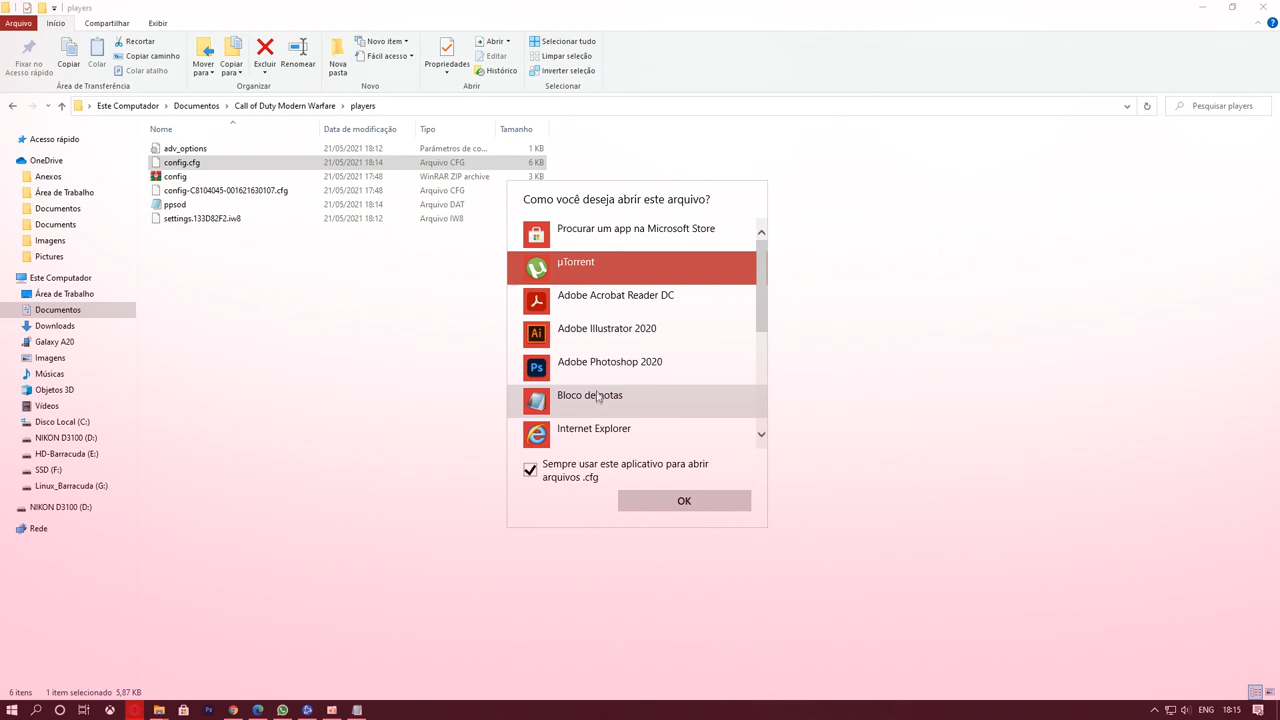 players
Arquivo
Início
Compartilhar
Exibir
Fixar no
Acesso rápido
Copiar
Colar
Recortar
Copiar caminho
Colar atalho
Área de Transferência
Mover
para
Copiar
para
Excluir
Renomear
Organizar
Nova
pasta
Novo item
Fácil acesso
Novo
Propriedades
Abrir
Editar
Histórico
Abrir
Selecionar tudo
Limpar seleção
Inverter seleção
Selecionar
Este Computador > Documentos > Call of Duty Modern Warfare > players
Pesquisar players
Nome Data de modificação Tipo Tamanho
adv_options 21/05/2021 18:12 Parâmetros de co... 1 KB
config.cfg 21/05/2021 18:14 Arquivo CFG 6 KB
config 21/05/2021 17:48 WinRAR ZIP archive 3 KB
config-C8104045-001621630107.cfg 21/05/2021 17:48 Arquivo CFG
ppsod 21/05/2021 18:14 Arquivo DAT
settings.133D82F2.iw8 21/05/2021 18:12 Arquivo IW8
Acesso rápido
OneDrive
Anexos
Área de Trabalho
Documentos
Documents
Imagens
Pictures
Este Computador
Área de Trabalho
Documentos
Downloads
Galaxy A20
Imagens
Músicas
Objetos 3D
Vídeos
Disco Local (C:)
NIKON D3100 (D:)
HD-Barracuda (E:)
SSD (F:)
Linux_Barracuda (G:)
NIKON D3100 (D:)
Rede
Como você deseja abrir este arquivo?
Procurar um app na Microsoft Store
µTorrent
Adobe Acrobat Reader DC
Adobe Illustrator 2020
Adobe Photoshop 2020
Bloco de notas
Internet Explorer
Sempre usar este aplicativo para abrir
arquivos .cfg
OK
6 itens 1 item selecionado 5,87 KB
ENG 18:15